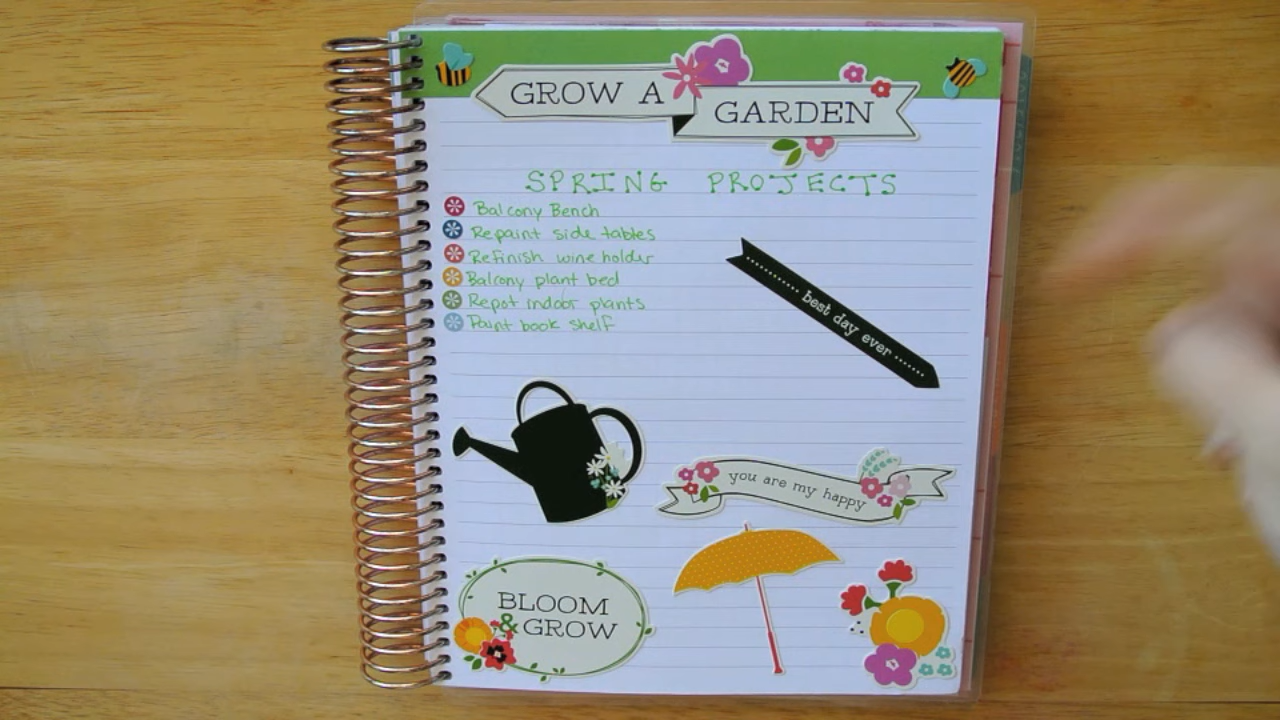 GROW A
GARDEN
SPRING PROJECTS
Balcony Bench
Repaint side tables
Refinish wine holder
Balcony plant bed
Repot indoor plants
Paint book shelf
best day ever
you are my happy
BLOOM
& GROW